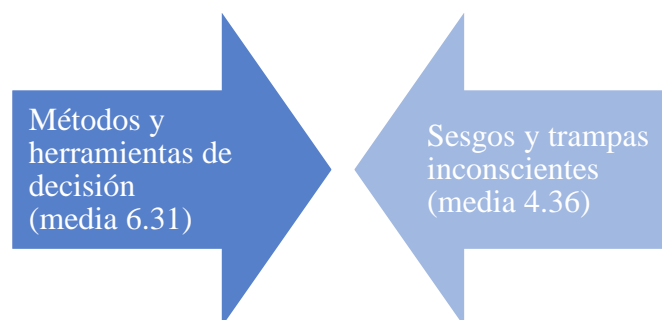 Métodos y
herramientas de
decisión
(media 6.31)
Sesgos y trampas
inconscientes
(media 4.36)